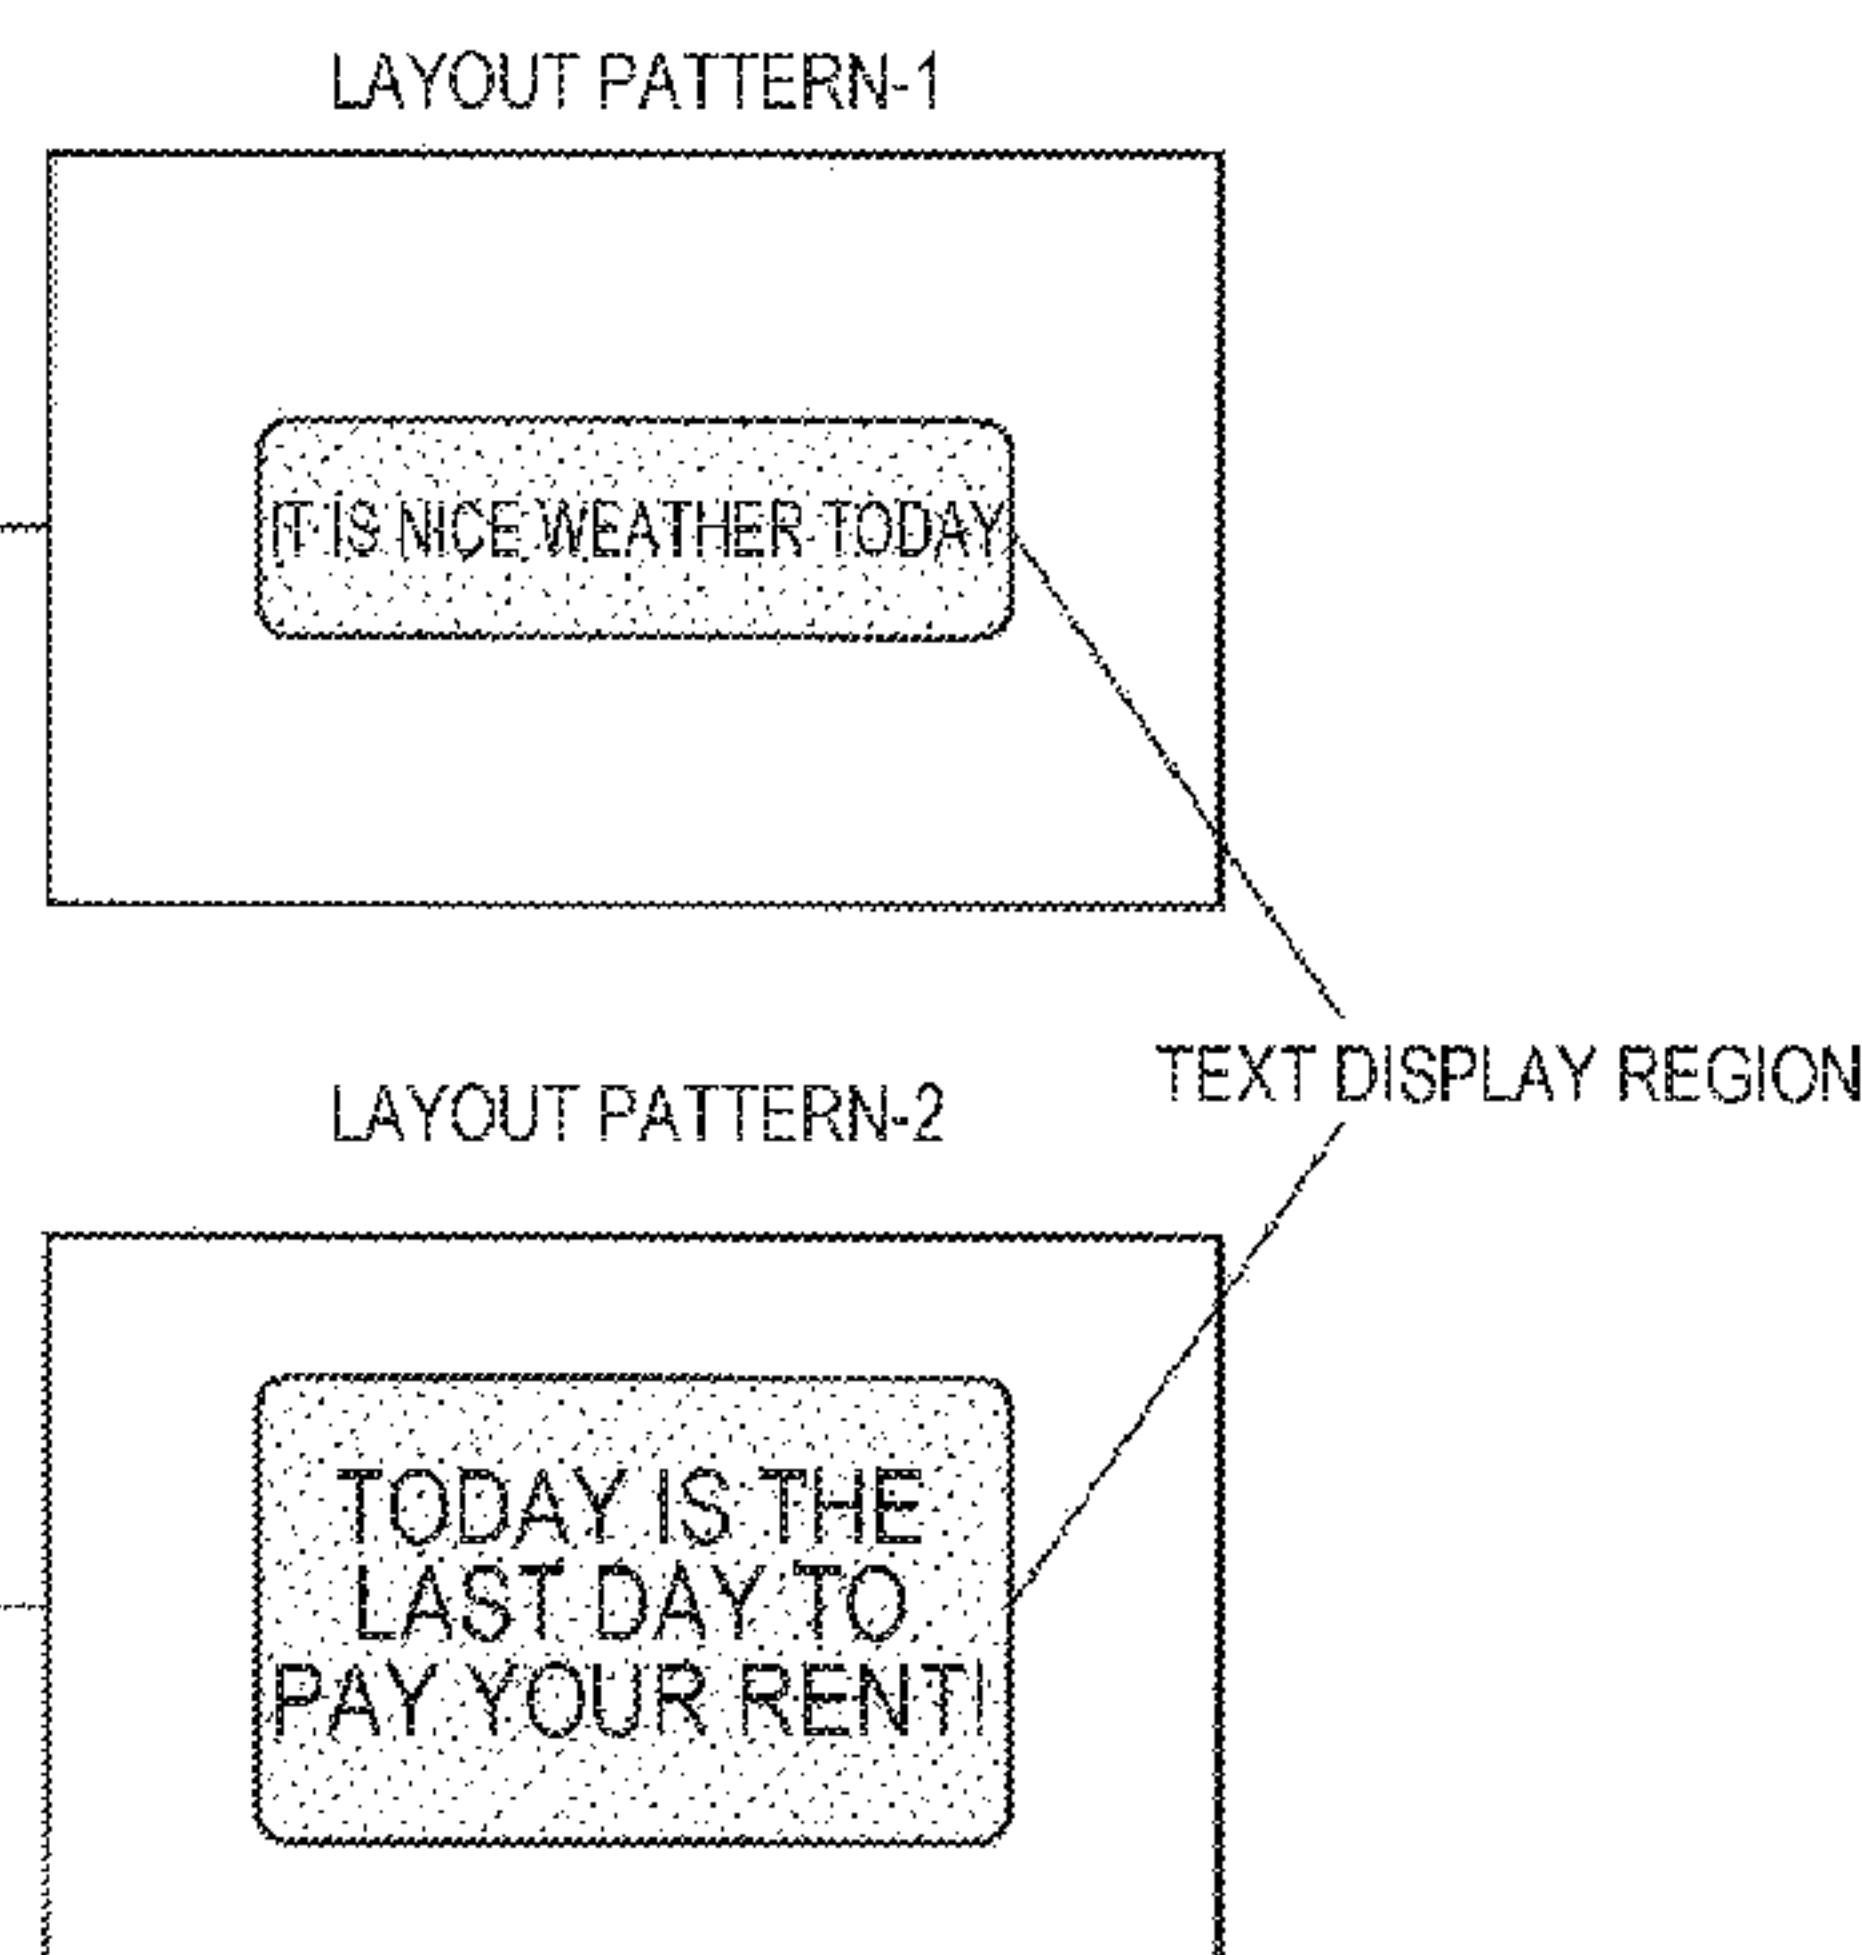 LAYOUT PATTERN-1
IT IS NICE WEATHER TODAY
TEXT DISPLAY REGION
LAYOUT PATTERN-2
TODAY IS THE
LAST DAY TO
PAY YOUR RENT!